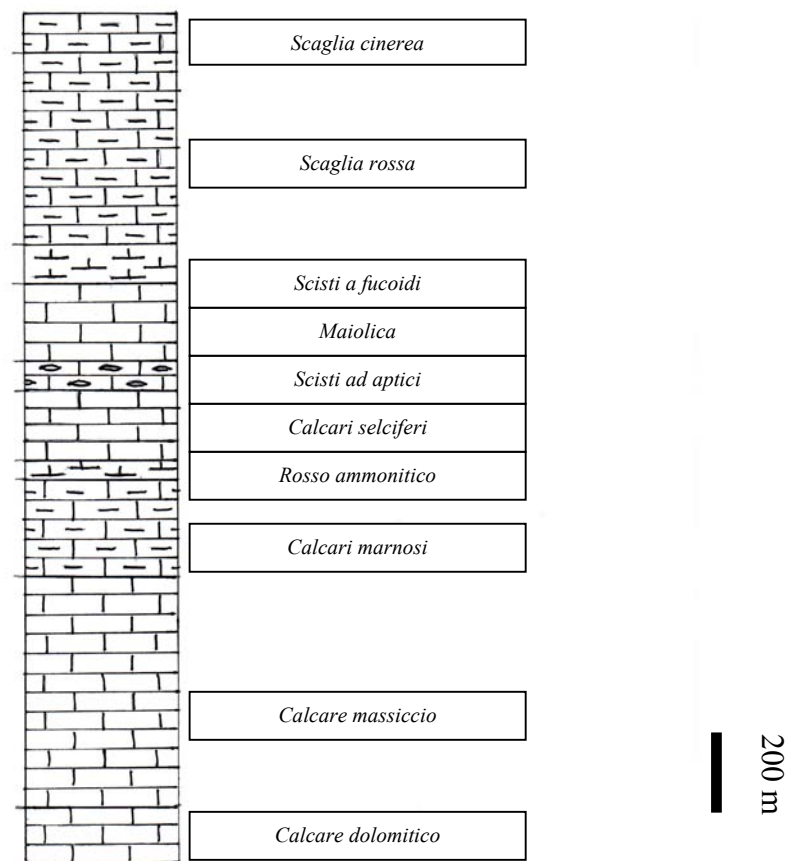 Scaglia cinerea
Scaglia rossa
Scisti a fucoidi
Maiolica
Scisti ad aptici
Calcari selciferi
Rosso ammonitico
Calcari marnosi
Calcare massiccio
Calcare dolomitico
200 m